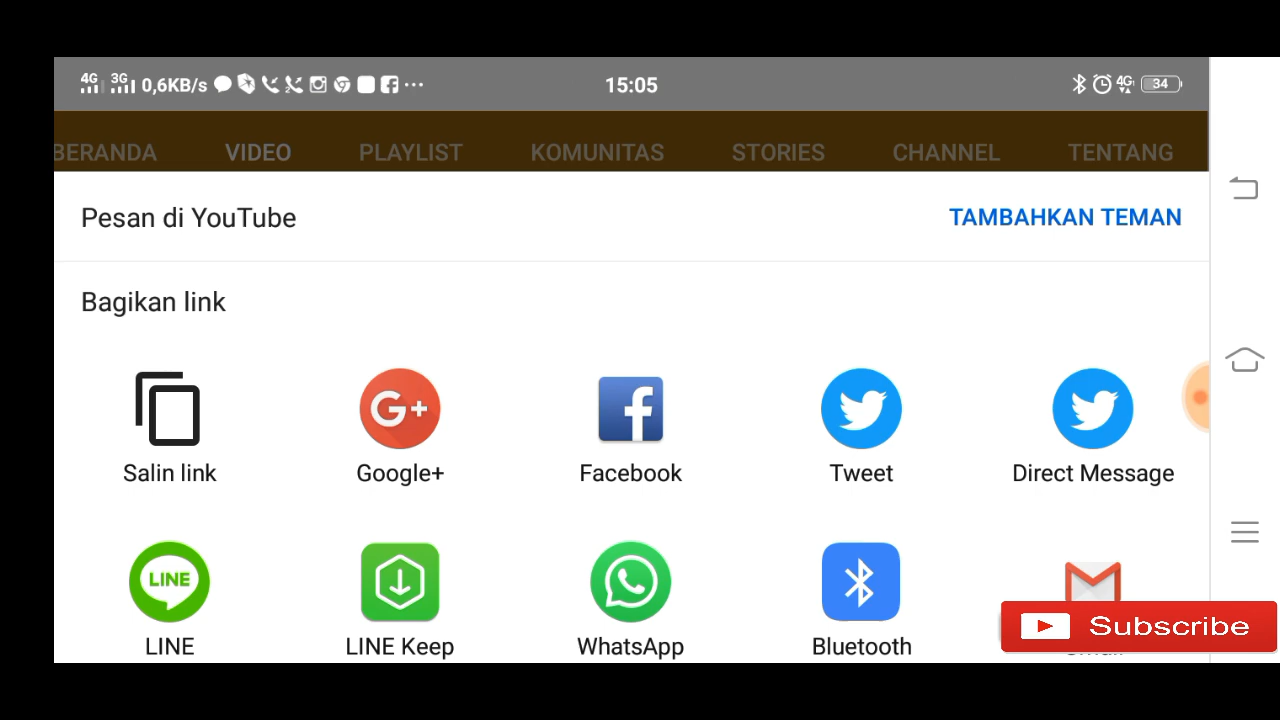 4G 3G 0,6KB/s 15:05 4G 34
BERANDA VIDEO PLAYLIST KOMUNITAS STORIES CHANNEL TENTANG
Pesan di YouTube TAMBAHKAN TEMAN
Bagikan link
G+
Salin link Google+ Facebook Tweet Direct Message
LINE
LINE LINE Keep WhatsApp Bluetooth
Subscribe